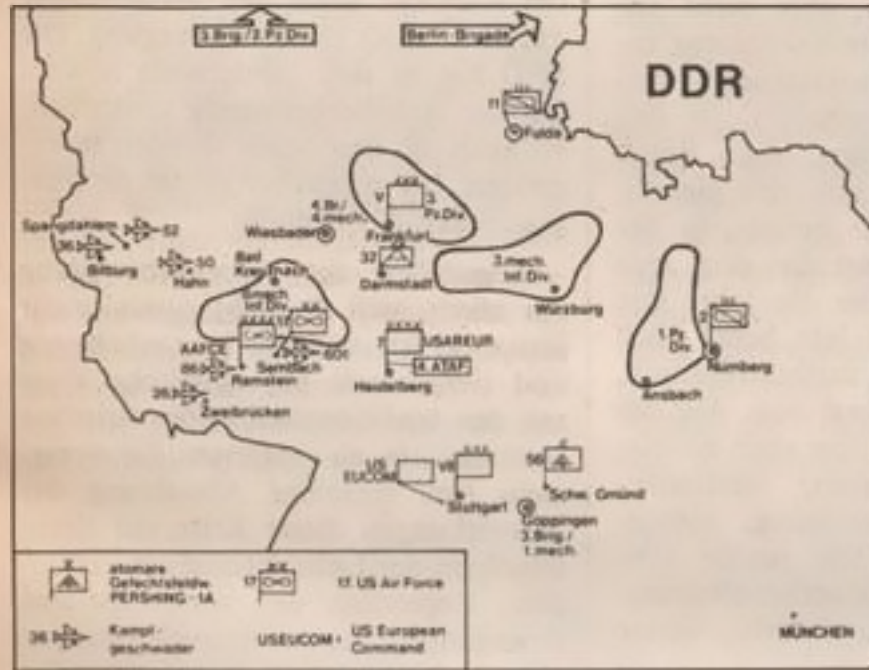 3.Brig./2.Pz.Div.
Berlin Brigade
DDR
11
Fulda
V
3.
Pz.Div.
4.Br/
4.mech.
Wiesbaden
Frankfurt
Spangdahlem
52
36
Bitburg
50
Hahn
Bad
Kreuznach
32
Darmstadt
3.mech.
Inf.Div.
Würzburg
8.mech
Inf.Div.
17
AAFCE
86
Ramstein
Sembach
601
26
Zweibrücken
7
USAREUR
4. ATAF
Heidelberg
1.Pz.
Div.
2
Nürnberg
Ansbach
US
EUCOM
VII
Stuttgart
56
Schw. Gmünd
Göppingen
3.Brig./
1.mech.
atomare
Gefechtsfeldw.
PERSHING - 1A
17
17. US Air Force
36
Kampf-
geschwader
USEUCOM =
US European
Command
MÜNCHEN